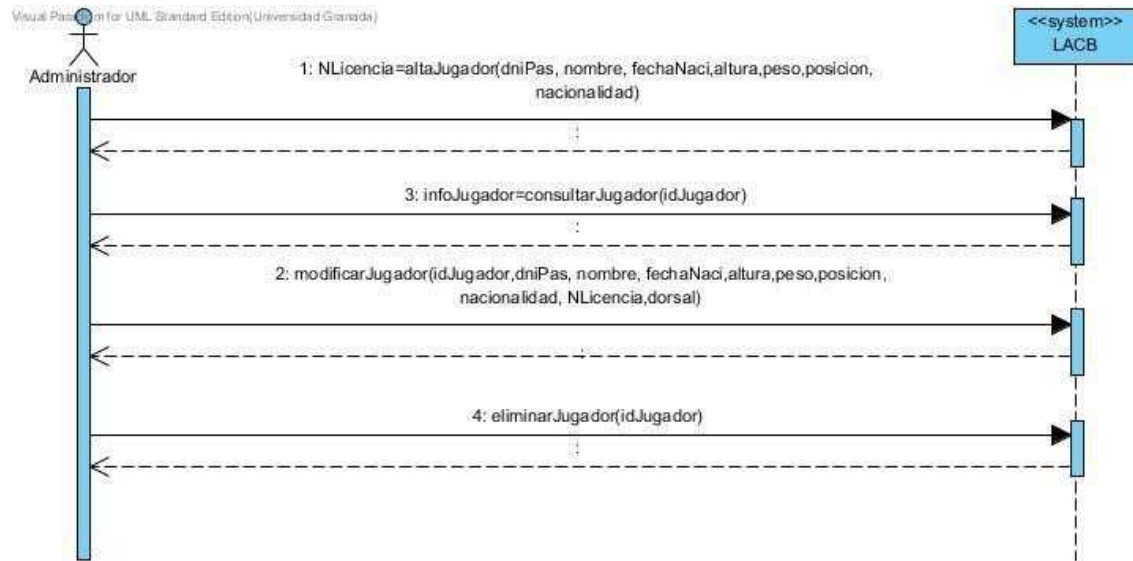 Visual Paradigm for UML Standard Edition(Universidad Granada)
<<system>>
LACB
Administrador
1: NLicencia=altaJugador(dniPas, nombre, fechaNaci,altura,peso,posicion,
nacionalidad)
:
3: infoJugador=consultarJugador(idJugador)
:
2: modificarJugador(idJugador,dniPas, nombre, fechaNaci,altura,peso,posicion,
nacionalidad, NLicencia,dorsal)
:
4: eliminarJugador(idJugador)
: